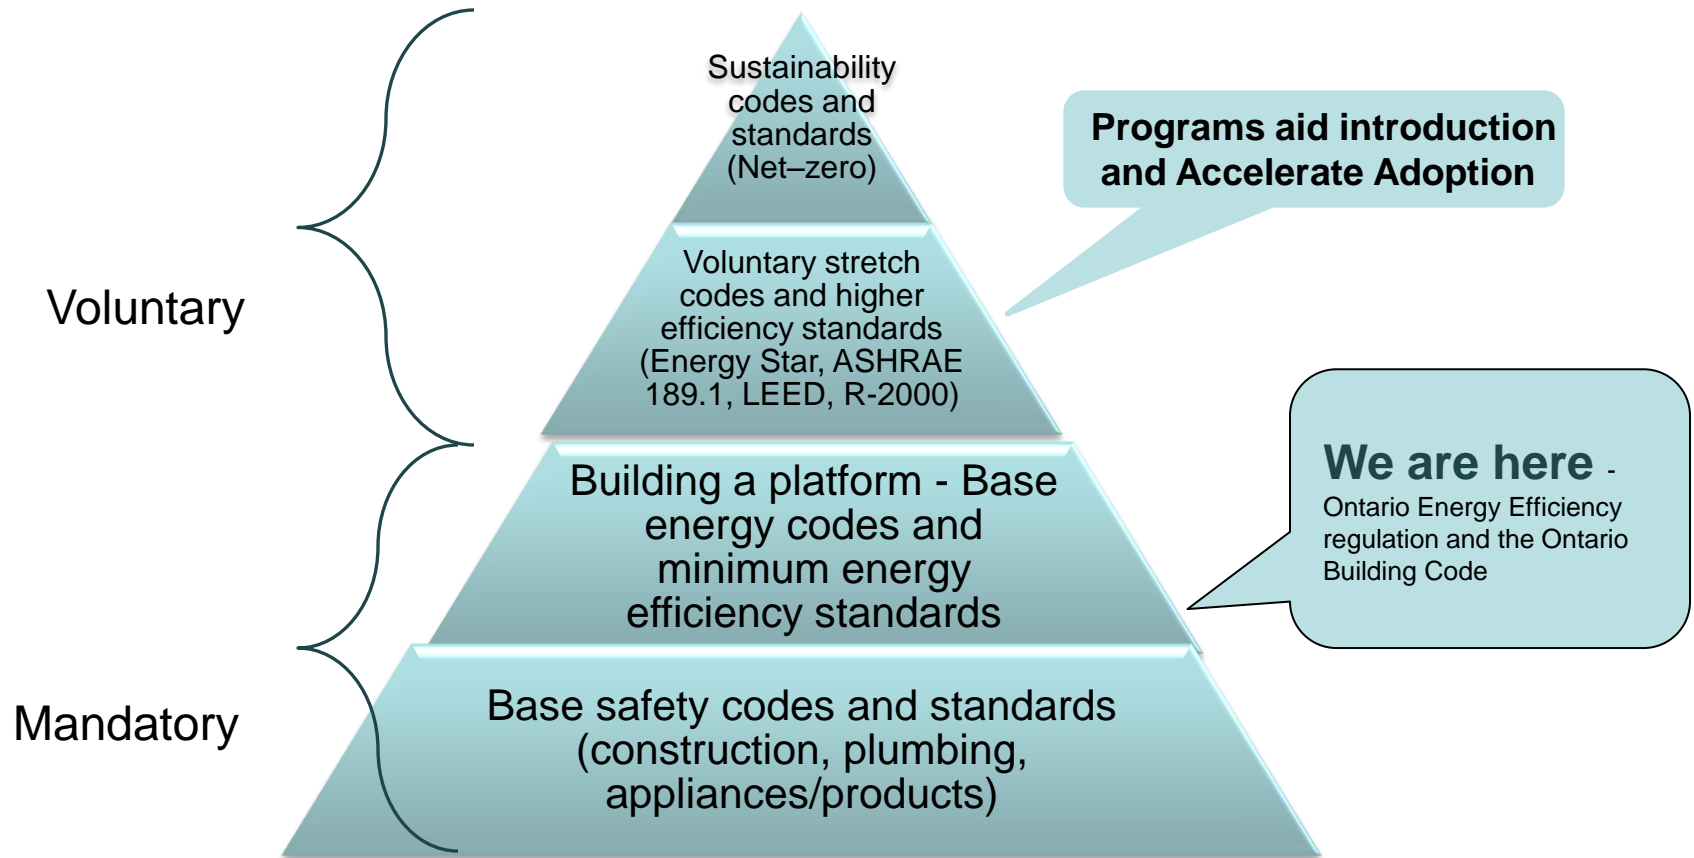 Sustainability
codes and
standards
(Net–zero)
Programs aid introduction
and Accelerate Adoption
Voluntary
Voluntary stretch
codes and higher
efficiency standards
(Energy Star, ASHRAE
189.1, LEED, R-2000)
We are here -
Ontario Energy Efficiency
regulation and the Ontario
Building Code
Building a platform - Base
energy codes and
minimum energy
efficiency standards
Mandatory
Base safety codes and standards
(construction, plumbing,
appliances/products)